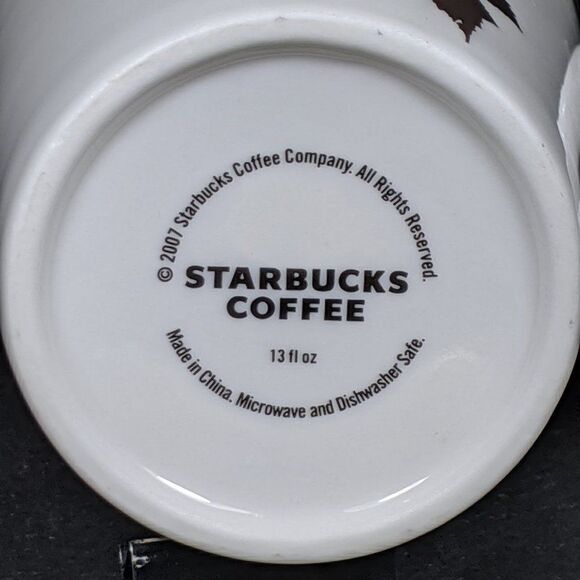 © 2007 Starbucks Coffee Company. All Rights Reserved.
STARBUCKS
COFFEE
13 fl oz
Made in China. Microwave and Dishwasher Safe.